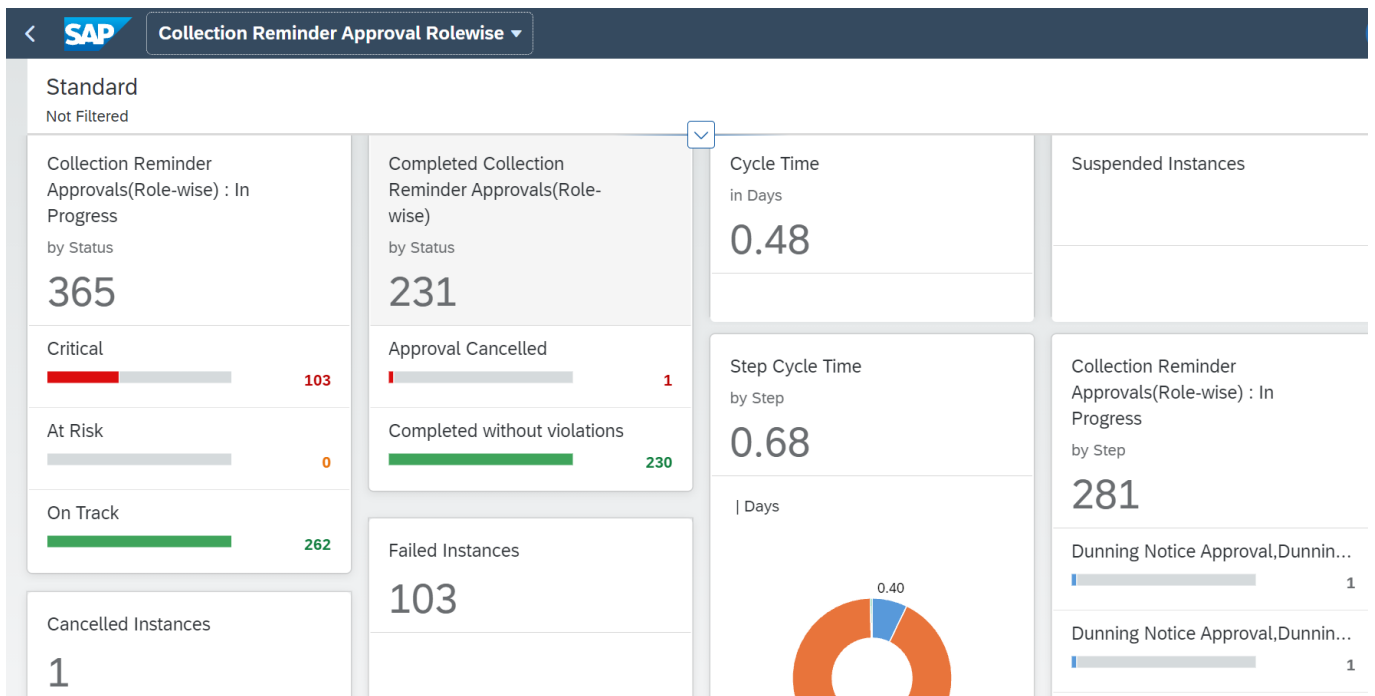 SAP
Collection Reminder Approval Rolewise
Standard
Not Filtered
Collection Reminder
Approvals(Role-wise) : In
Progress
by Status
365
Critical
103
At Risk
0
On Track
262
Cancelled Instances
1
Completed Collection
Reminder Approvals(Role-
wise)
by Status
231
Approval Cancelled
1
Completed without violations
230
Failed Instances
103
Cycle Time
in Days
0.48
Step Cycle Time
by Step
0.68
| Days
0.40
Suspended Instances
Collection Reminder
Approvals(Role-wise) : In
Progress
by Step
281
Dunning Notice Approval,Dunnin...
1
Dunning Notice Approval,Dunnin...
1